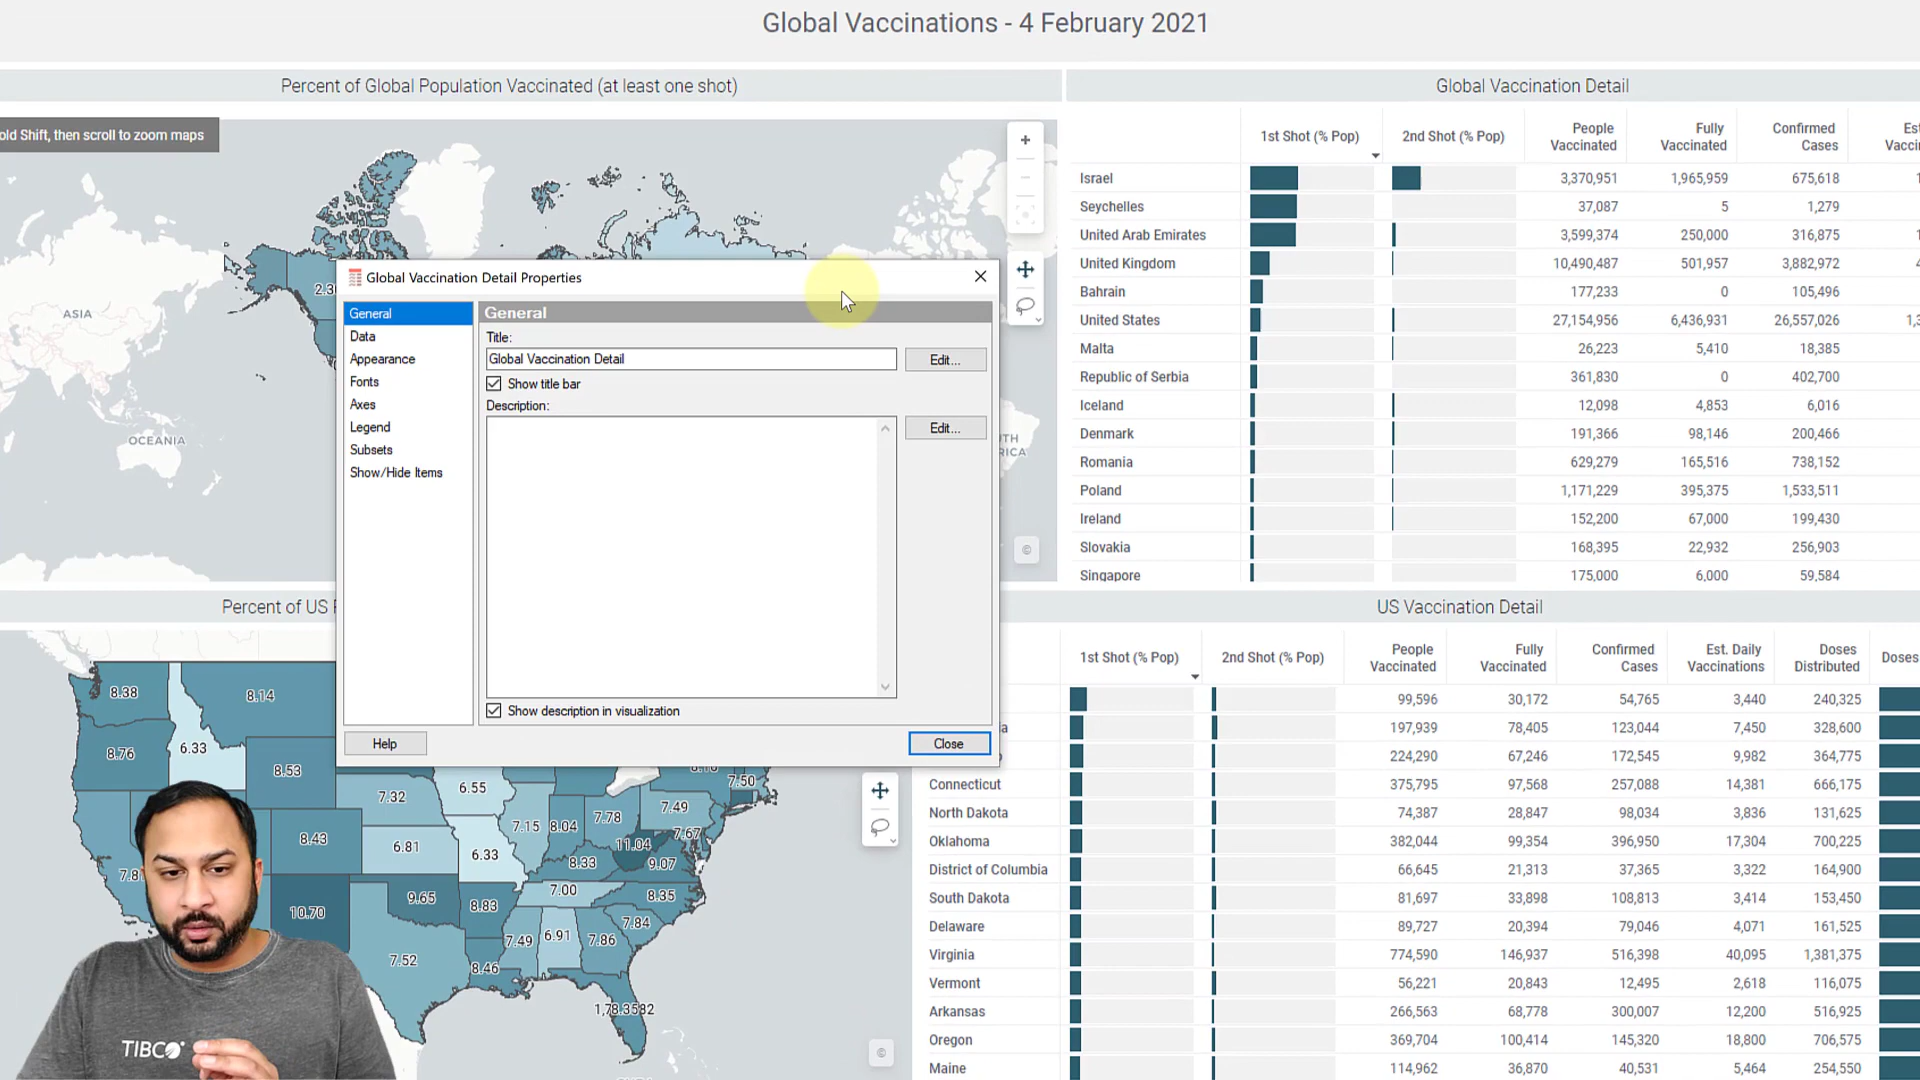 Global Vaccinations - 4 February 2021
Percent of Global Population Vaccinated (at least one shot)
old Shift, then scroll to zoom maps
ASIA
OCEANIA
2.3
TH
RICA
+
©
Global Vaccination Detail
1st Shot (% Pop) 2nd Shot (% Pop) People Vaccinated Fully Vaccinated Confirmed Cases Est
Vacci
Israel 3,370,951 1,965,959 675,618 1
Seychelles 37,087 5 1,279
United Arab Emirates 3,599,374 250,000 316,875 1
United Kingdom 10,490,487 501,957 3,882,972 4
Bahrain 177,233 0 105,496
United States 27,154,956 6,436,931 26,557,026 1,3
Malta 26,223 5,410 18,385
Republic of Serbia 361,830 0 402,700
Iceland 12,098 4,853 6,016
Denmark 191,366 98,146 200,466
Romania 629,279 165,516 738,152
Poland 1,171,229 395,375 1,533,511
Ireland 152,200 67,000 199,430
Slovakia 168,395 22,932 256,903
Singapore 175,000 6,000 59,584
Global Vaccination Detail Properties
General
Data
Appearance
Fonts
Axes
Legend
Subsets
Show/Hide Items
General
Title:
Global Vaccination Detail Edit...
Show title bar
Description:
Edit...
Show description in visualization
Help Close
Percent of US
8.38
8.14
8.76
6.33
8.53
7.32
6.55
7.50
7.49
7.15
8.04
7.78
7.67
11.04
8.43
6.81
6.33
8.33
9.07
7.8
7.00
8.35
10.70
9.65
8.83
7.84
7.49
6.91
7.86
7.52
8.46
TIBCO
©
US Vaccination Detail
1st Shot (% Pop) 2nd Shot (% Pop) People Vaccinated Fully Vaccinated Confirmed Cases Est. Daily Vaccinations Doses Distributed Doses
99,596 30,172 54,765 3,440 240,325
a 197,939 78,405 123,044 7,450 328,600
o 224,290 67,246 172,545 9,982 364,775
Connecticut 375,795 97,568 257,088 14,381 666,175
North Dakota 74,387 28,847 98,034 3,836 131,625
Oklahoma 382,044 99,354 396,950 17,304 700,225
District of Columbia 66,645 21,313 37,365 3,322 164,900
South Dakota 81,697 33,898 108,813 3,414 153,450
Delaware 89,727 20,394 79,046 4,071 161,525
Virginia 774,590 146,937 516,398 40,095 1,381,375
Vermont 56,221 20,843 12,495 2,618 116,075
Arkansas 266,563 68,778 300,007 12,200 516,925
Oregon 369,704 100,414 145,320 18,800 706,575
Maine 114,962 36,870 40,531 5,464 254,550